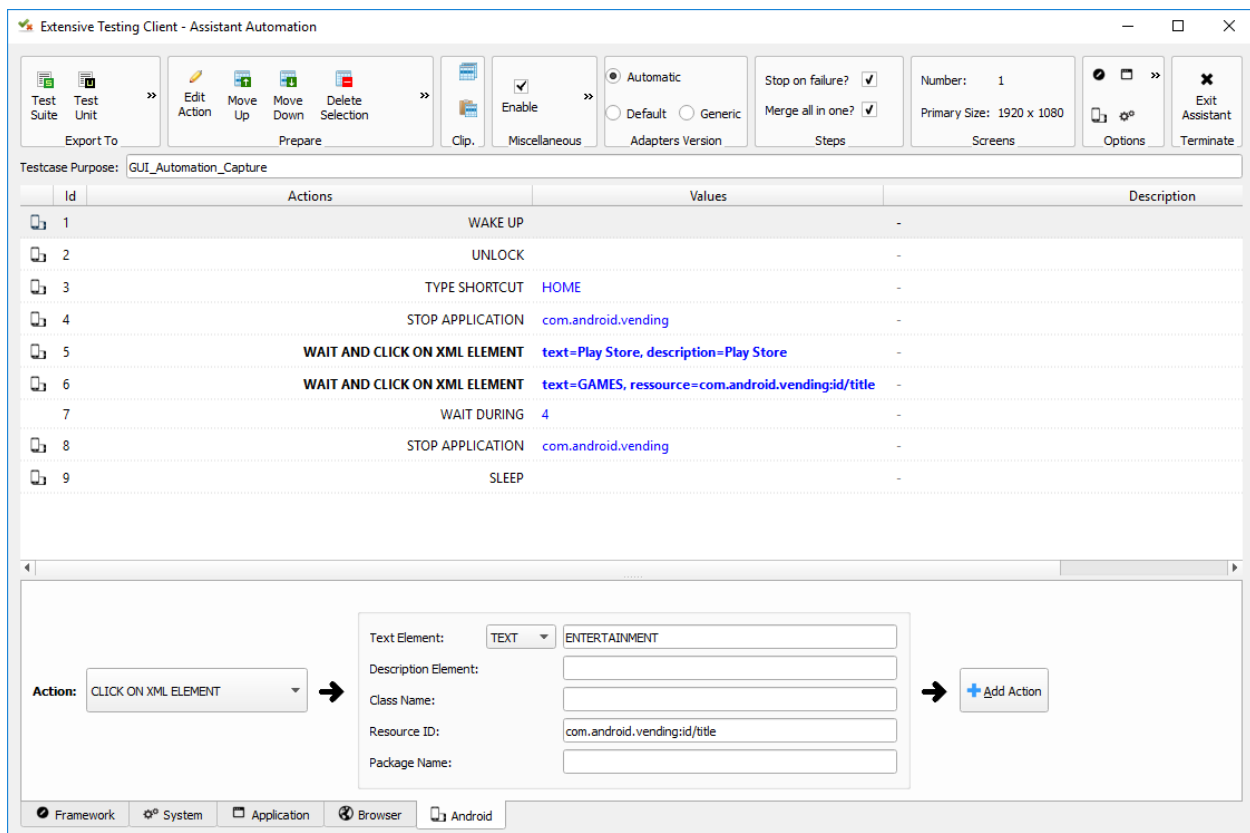 Extensive Testing Client - Assistant Automation
Test Suite
Test Unit
»
Export To
Edit Action
Move Up
Move Down
Delete Selection
»
Prepare
Clip.
Enable
»
Miscellaneous
Automatic
Default
Generic
Adapters Version
Stop on failure?
Merge all in one?
Steps
Number: 1
Primary Size: 1920 x 1080
Screens
»
Options
Exit Assistant
Terminate
Testcase Purpose: GUI_Automation_Capture
Id Actions Values Description
1 WAKE UP -
2 UNLOCK -
3 TYPE SHORTCUT HOME -
4 STOP APPLICATION com.android.vending -
5 WAIT AND CLICK ON XML ELEMENT text=Play Store, description=Play Store -
6 WAIT AND CLICK ON XML ELEMENT text=GAMES, ressource=com.android.vending:id/title -
7 WAIT DURING 4 -
8 STOP APPLICATION com.android.vending -
9 SLEEP -
Action: CLICK ON XML ELEMENT
Text Element: TEXT ENTERTAINMENT
Description Element:
Class Name:
Resource ID: com.android.vending:id/title
Package Name:
Add Action
Framework System Application Browser Android